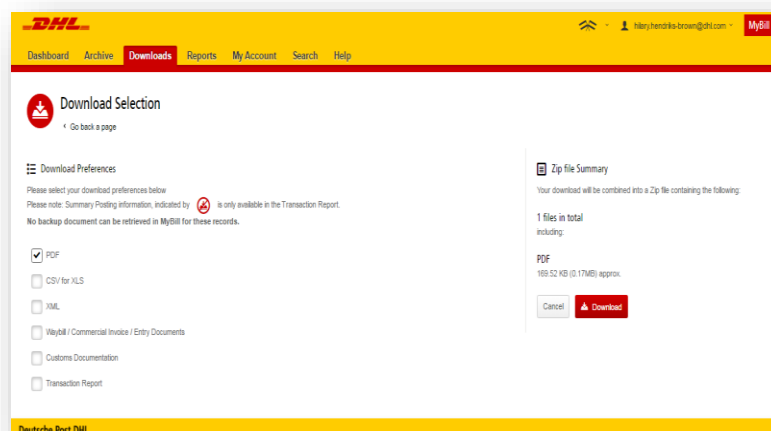 DHL
hilary.hendriks-brown@dhl.com
MyBill
Dashboard Archive Downloads Reports My Account Search Help
Download Selection
‹ Go back a page
Download Preferences
Please select your download preferences below
Please note: Summary Posting information, indicated by is only available in the Transaction Report.
No backup document can be retrieved in MyBill for these records.
PDF
CSV for XLS
XML
Waybill / Commercial Invoice / Entry Documents
Customs Documentation
Transaction Report
Zip file Summary
Your download will be combined into a Zip file containing the following:
1 files in total
including:
PDF
169.52 KB (0.17MB) approx.
Cancel Download
Deutsche Post DHL